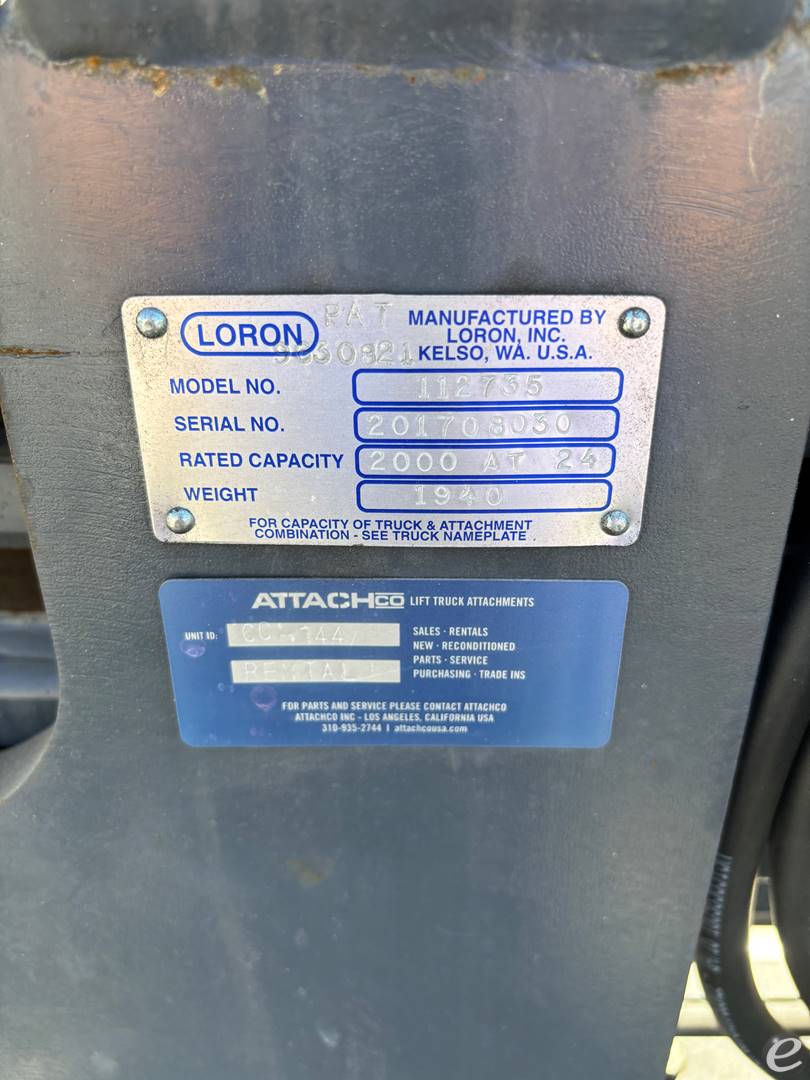 LORON
PAT
9030821
MANUFACTURED BY
LORON, INC.
KELSO, WA. U.S.A.
MODEL NO. 112735
SERIAL NO. 201708030
RATED CAPACITY 2000 AT 24
WEIGHT 1940
FOR CAPACITY OF TRUCK & ATTACHMENT
COMBINATION - SEE TRUCK NAMEPLATE
ATTACHCO LIFT TRUCK ATTACHMENTS
UNIT ID:
RENTAL
SALES · RENTALS
NEW · RECONDITIONED
PARTS · SERVICE
PURCHASING · TRADE INS
FOR PARTS AND SERVICE PLEASE CONTACT ATTACHCO
ATTACHCO INC - LOS ANGELES, CALIFORNIA USA
310-935-2744 | attachcousa.com
e